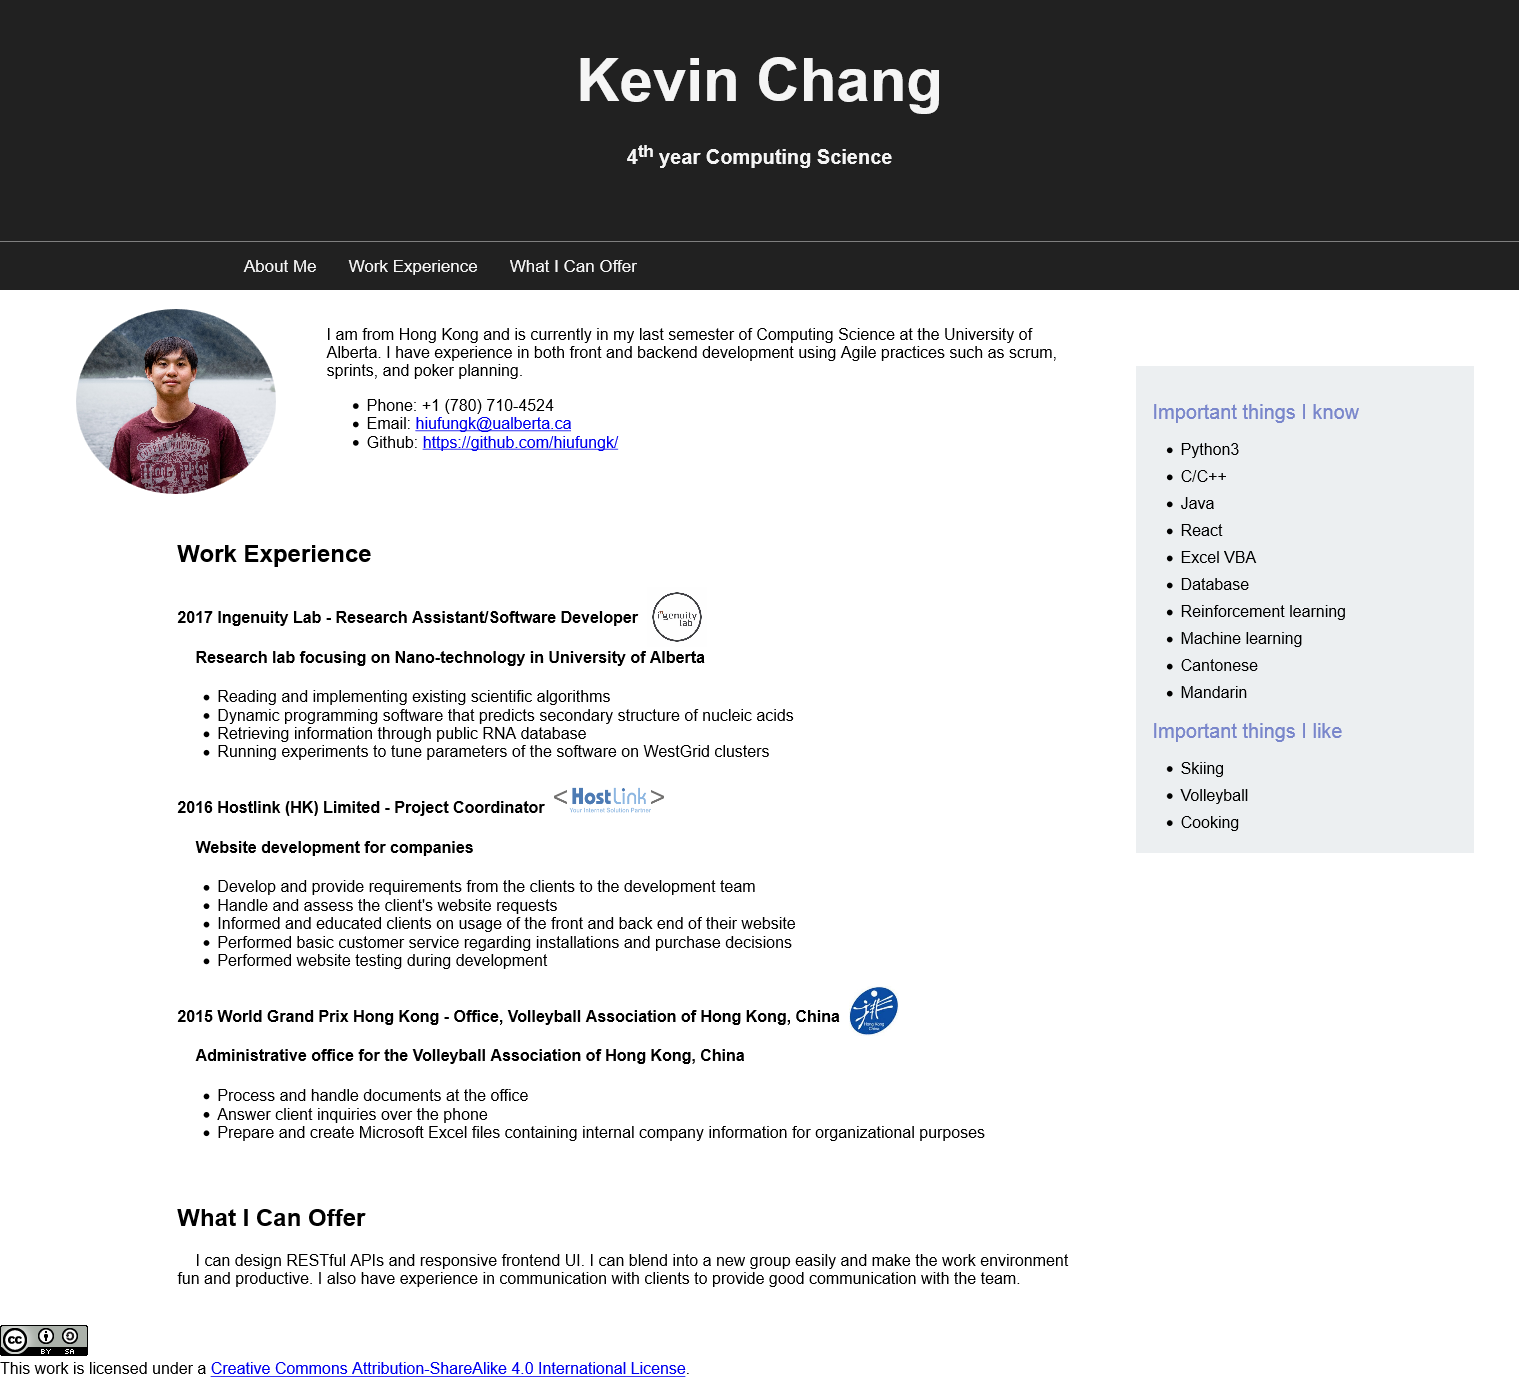 Kevin Chang
4th year Computing Science
About Me
Work Experience
What I Can Offer
I am from Hong Kong and is currently in my last semester of Computing Science at the University of
Alberta. I have experience in both front and backend development using Agile practices such as scrum,
sprints, and poker planning.
Phone: +1 (780) 710-4524
Email: hiufungk@ualberta.ca
Github: https://github.com/hiufungk/
Work Experience
2017 Ingenuity Lab - Research Assistant/Software Developer
ingenuity
lab
Research lab focusing on Nano-technology in University of Alberta
Reading and implementing existing scientific algorithms
Dynamic programming software that predicts secondary structure of nucleic acids
Retrieving information through public RNA database
Running experiments to tune parameters of the software on WestGrid clusters
2016 Hostlink (HK) Limited - Project Coordinator
<HostLink>
Your Internet Solution Partner
Website development for companies
Develop and provide requirements from the clients to the development team
Handle and assess the client's website requests
Informed and educated clients on usage of the front and back end of their website
Performed basic customer service regarding installations and purchase decisions
Performed website testing during development
2015 World Grand Prix Hong Kong - Office, Volleyball Association of Hong Kong, China
Hong Kong
China
Administrative office for the Volleyball Association of Hong Kong, China
Process and handle documents at the office
Answer client inquiries over the phone
Prepare and create Microsoft Excel files containing internal company information for organizational purposes
What I Can Offer
I can design RESTful APIs and responsive frontend UI. I can blend into a new group easily and make the work environment
fun and productive. I also have experience in communication with clients to provide good communication with the team.
Important things I know
Python3
C/C++
Java
React
Excel VBA
Database
Reinforcement learning
Machine learning
Cantonese
Mandarin
Important things I like
Skiing
Volleyball
Cooking
cc
BY SA
This work is licensed under a Creative Commons Attribution-ShareAlike 4.0 International License.